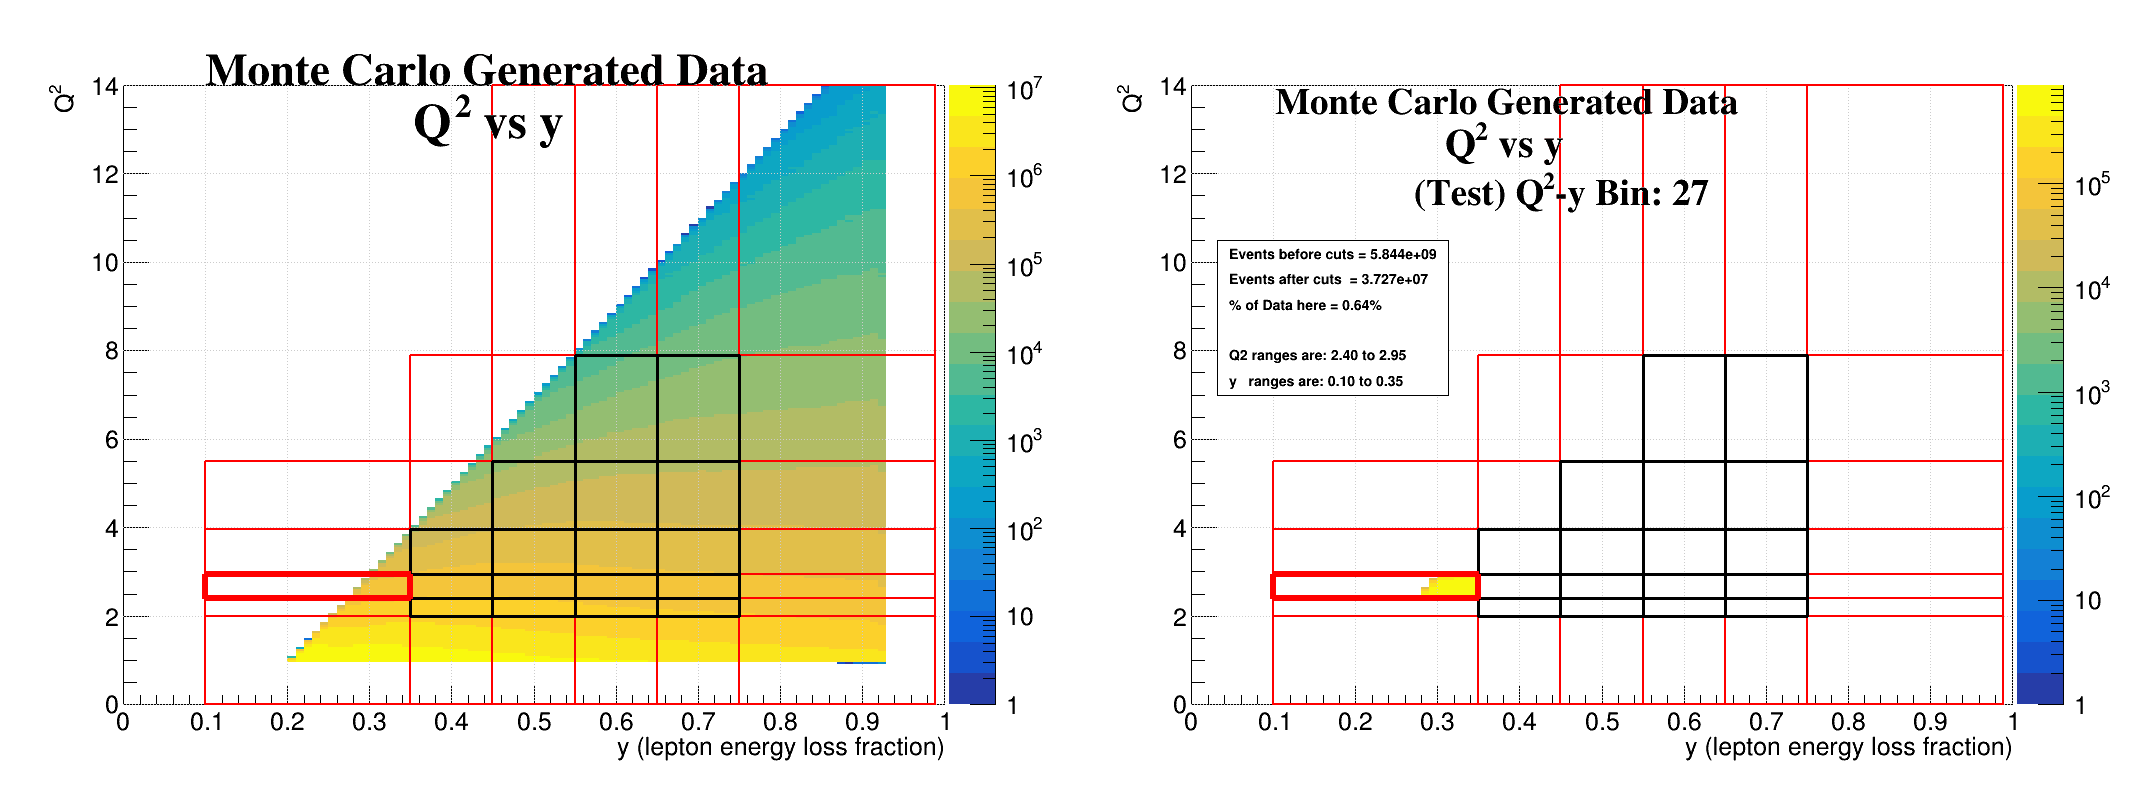 Monte Carlo Generated Data
Q² vs y
Q²
14
12
10
8
6
4
2
0
0 0.1 0.2 0.3 0.4 0.5 0.6 0.7 0.8 0.9 1
y (lepton energy loss fraction)
10⁷
10⁶
10⁵
10⁴
10³
10²
10
1
Monte Carlo Generated Data
Q² vs y
(Test) Q²-y Bin: 27
Q²
14
12
10
8
6
4
2
0
Events before cuts = 5.844e+09
Events after cuts = 3.727e+07
% of Data here = 0.64%
Q2 ranges are: 2.40 to 2.95
y ranges are: 0.10 to 0.35
0 0.1 0.2 0.3 0.4 0.5 0.6 0.7 0.8 0.9 1
y (lepton energy loss fraction)
10⁵
10⁴
10³
10²
10
1